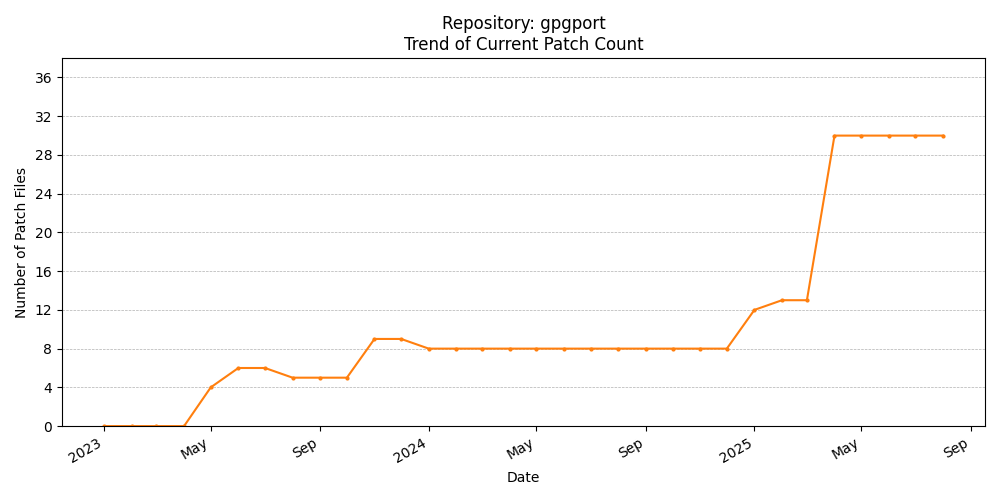 Repository: gpgport
Trend of Current Patch Count
Number of Patch Files
36
32
28
24
20
16
12
8
4
0
2023
May
Sep
2024
May
Sep
2025
May
Sep
Date